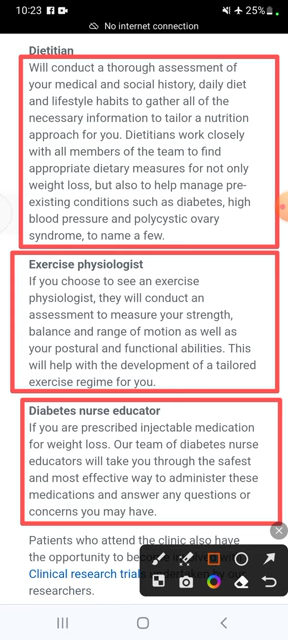 10:23
25%
No internet connection
Dietitian
Will conduct a thorough assessment of
your medical and social history, daily diet
and lifestyle habits to gather all of the
necessary information to tailor a nutrition
approach for you. Dietitians work closely
with all members of the team to find
appropriate dietary measures for not only
weight loss, but also to help manage pre-
existing conditions such as diabetes, high
blood pressure and polycystic ovary
syndrome, to name a few.
Exercise physiologist
If you choose to see an exercise
physiologist, they will conduct an
assessment to measure your strength,
balance and range of motion as well as
your postural and functional abilities. This
will help with the development of a tailored
exercise regime for you.
Diabetes nurse educator
If you are prescribed injectable medication
for weight loss. Our team of diabetes nurse
educators will take you through the safest
and most effective way to administer these
medications and answer any questions or
concerns you may have.
Patients who attend the clinic also have
the opportunity to
Clinical research trials our
researchers.